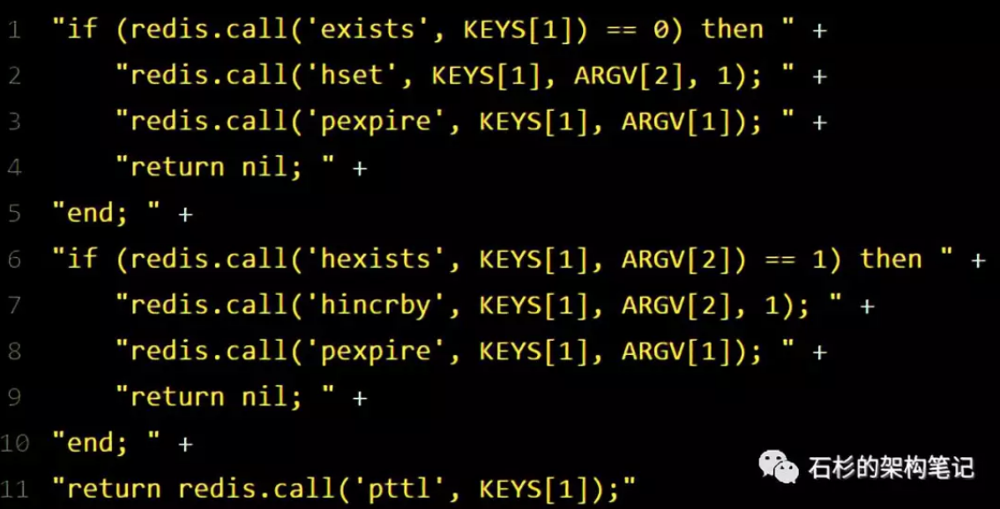 1 "if (redis.call('exists', KEYS[1]) == 0) then " +
2 "redis.call('hset', KEYS[1], ARGV[2], 1); " +
3 "redis.call('pexpire', KEYS[1], ARGV[1]); " +
4 "return nil; " +
5 "end; " +
6 "if (redis.call('hexists', KEYS[1], ARGV[2]) == 1) then " +
7 "redis.call('hincrby', KEYS[1], ARGV[2], 1); " +
8 "redis.call('pexpire', KEYS[1], ARGV[1]); " +
9 "return nil; " +
10 "end; " +
11 "return redis.call('pttl', KEYS[1]);"
石杉的架构笔记